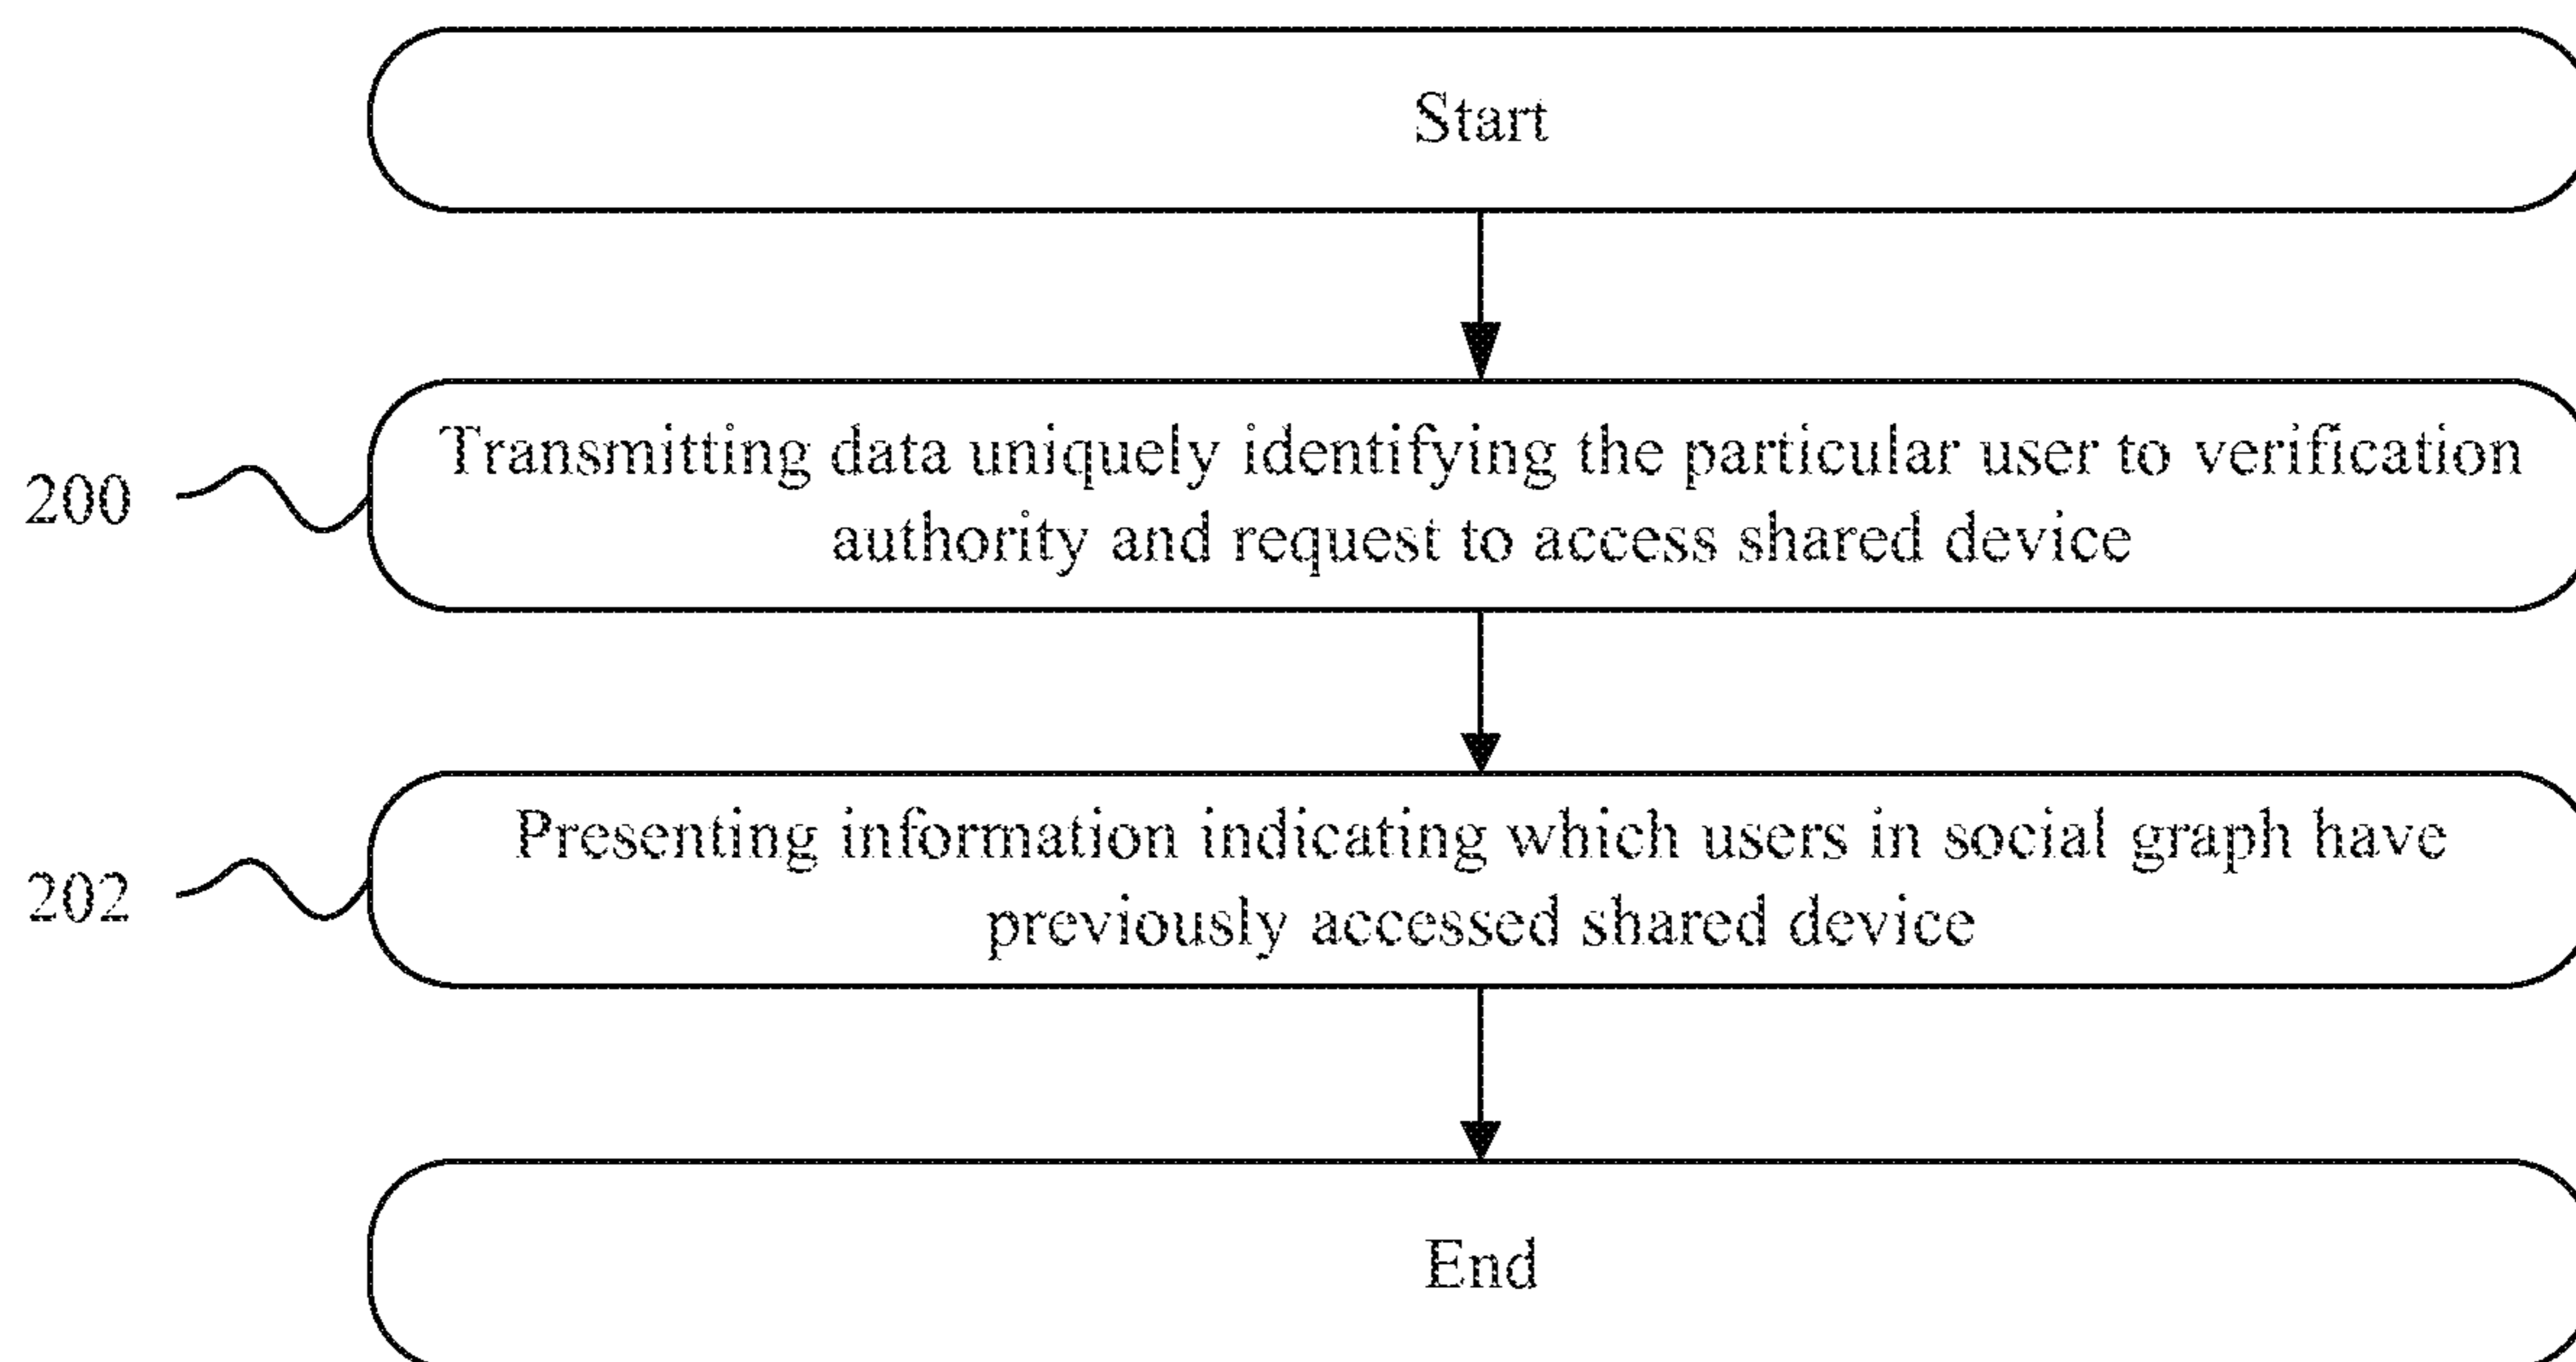 Start
200
Transmitting data uniquely identifying the particular user to verification
authority and request to access shared device
202
Presenting information indicating which users in social graph have
previously accessed shared device
End